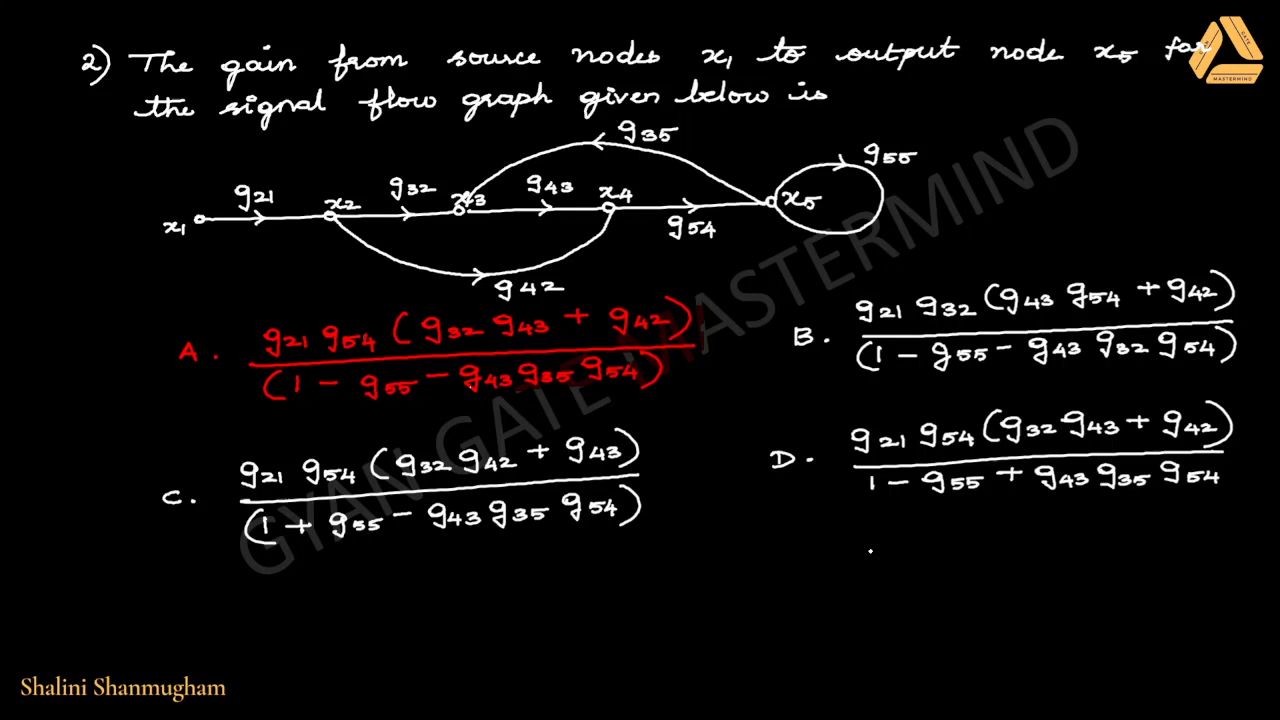 2) The gain from source nodes x₁ to output node x₅ for
the signal flow graph given below is
g₃₅
g₅₅
g₂₁ g₃₂ x₃ g₄₃ x₄
x₁ x₂ g₅₄ x₅
g₄₂
A. g₂₁ g₅₄ (g₃₂ g₄₃ + g₄₂)
(1 - g₅₅ - g₄₃ g₃₅ g₅₄)
B. g₂₁ g₃₂ (g₄₃ g₅₄ + g₄₂)
(1 - g₅₅ - g₄₃ g₃₂ g₅₄)
C. g₂₁ g₅₄ (g₃₂ g₄₂ + g₄₃)
(1 + g₅₅ - g₄₃ g₃₅ g₅₄)
D. g₂₁ g₅₄ (g₃₂ g₄₃ + g₄₂)
1 - g₅₅ + g₄₃ g₃₅ g₅₄
GYAN GATE MASTERMIND
GYAN
GATE
MASTERMIND
Shalini Shanmugham